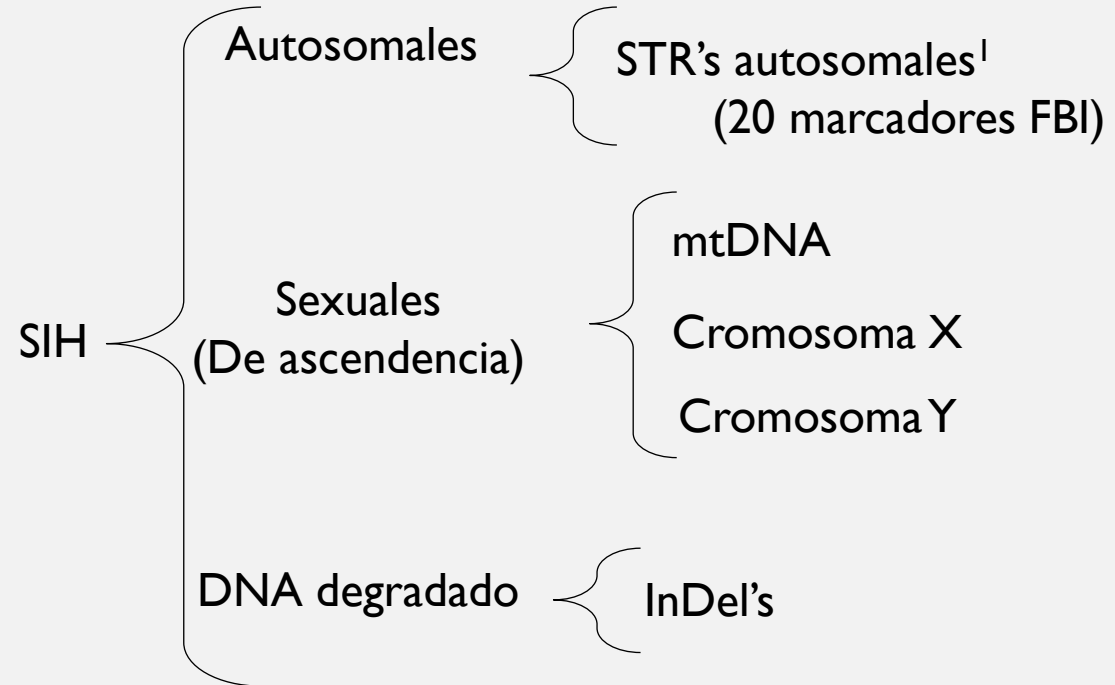 SIH
Autosomales
STR's autosomales¹
(20 marcadores FBI)
Sexuales
(De ascendencia)
mtDNA
Cromosoma X
Cromosoma Y
DNA degradado
InDel's